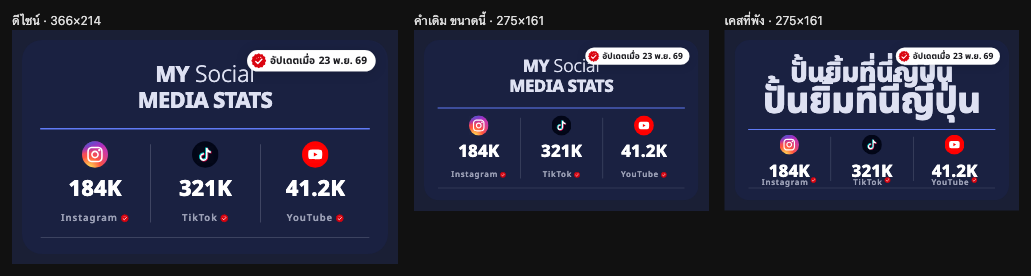 ดีไซน์ · 366×214
อัปเดตเมื่อ 23 พ.ย. 69
MY Social
MEDIA STATS
184K
321K
41.2K
Instagram
TikTok
YouTube
คำเดิม ขนาดนี้ · 275×161
อัปเดตเมื่อ 23 พ.ย. 69
MY Social
MEDIA STATS
184K
321K
41.2K
Instagram
TikTok
YouTube
เคสที่พัง · 275×161
อัปเดตเมื่อ 23 พ.ย. 69
ปั้นยิ้มที่นี่ญี่ปุ่น
ปั้นยิ้มที่นี่ญี่ปุ่น
184K
321K
41.2K
Instagram
TikTok
YouTube